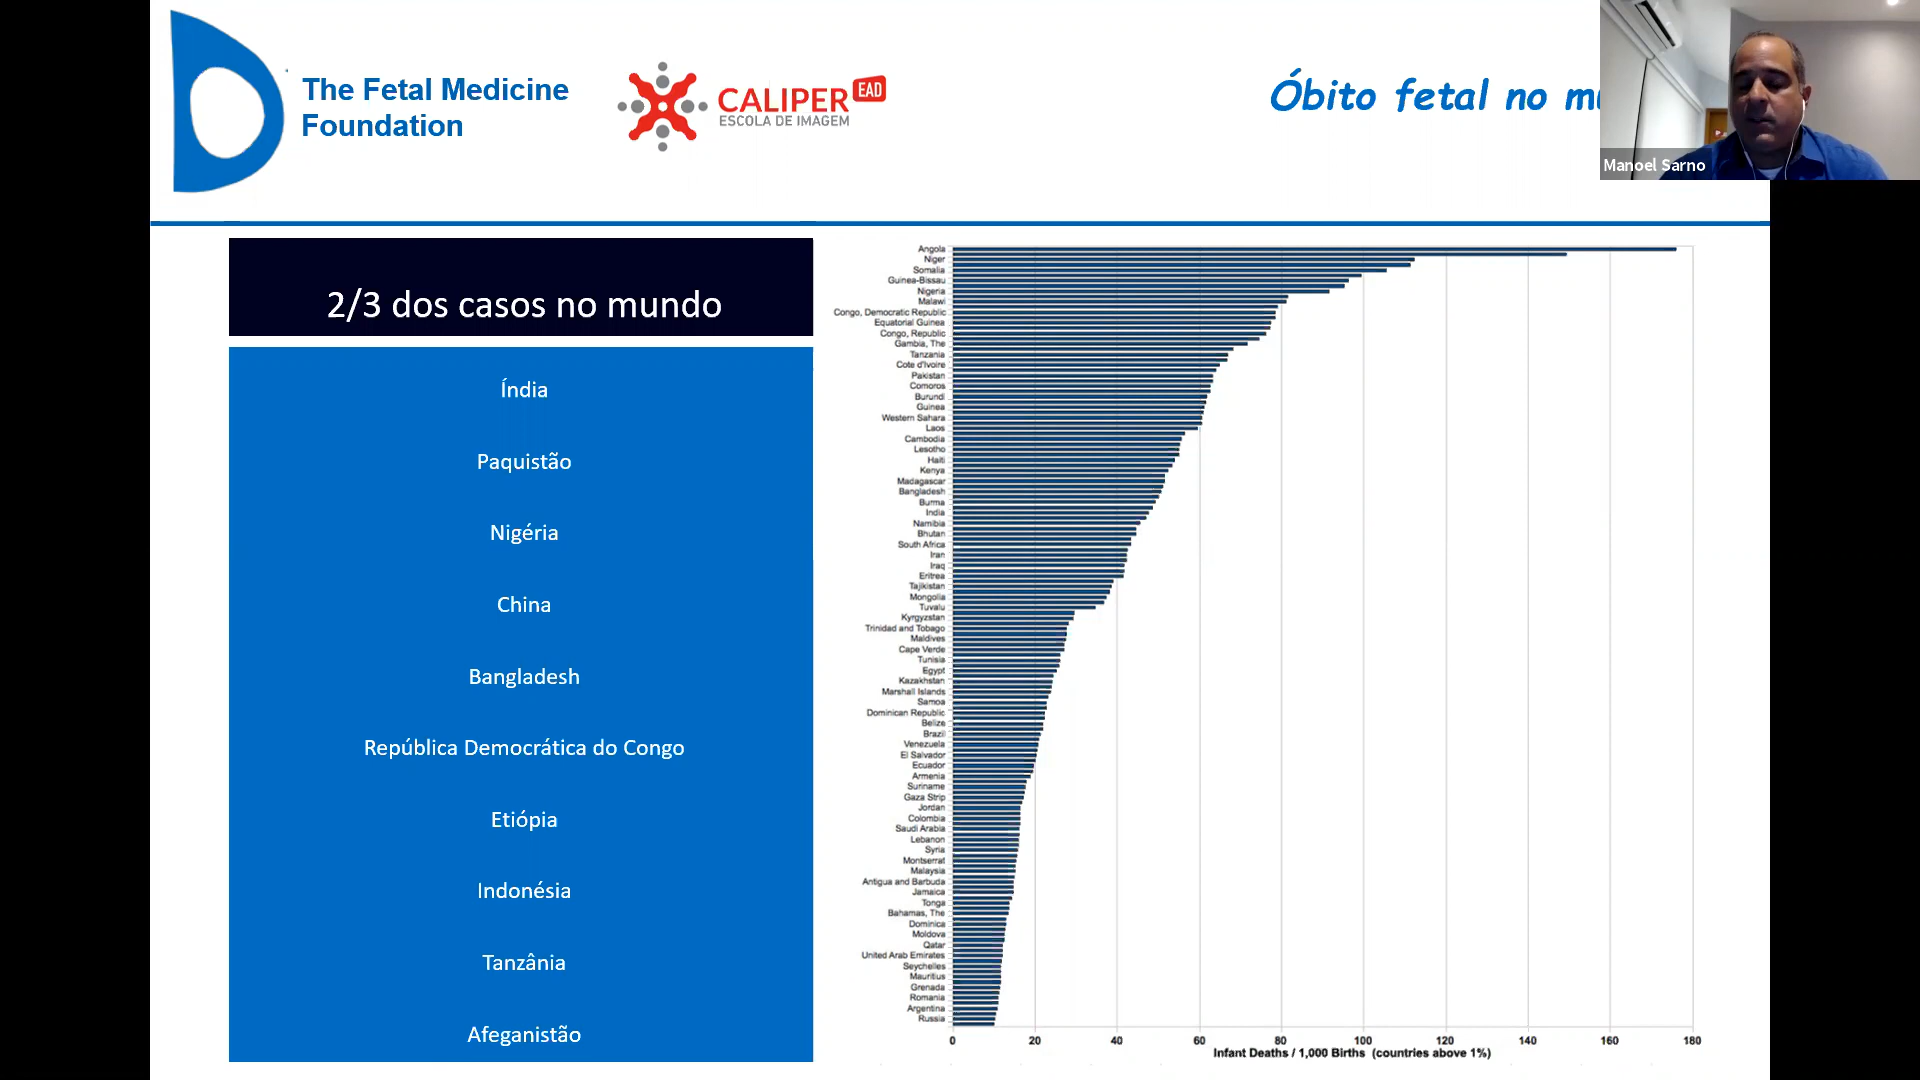 The Fetal Medicine
Foundation
CALIPER EAD
ESCOLA DE IMAGEM
Óbito fetal no
Manoel Sarno
2/3 dos casos no mundo
Índia
Paquistão
Nigéria
China
Bangladesh
República Democrática do Congo
Etiópia
Indonésia
Tanzânia
Afeganistão
Angola
Niger
Somalia
Guinea-Bissau
Nigeria
Malawi
Congo, Democratic Republic
Equatorial Guinea
Congo, Republic
Gambia, The
Tanzania
Cote d'Ivoire
Pakistan
Comoros
Burundi
Guinea
Western Sahara
Laos
Cambodia
Lesotho
Haiti
Kenya
Madagascar
Bangladesh
Burma
India
Namibia
Bhutan
South Africa
Iran
Iraq
Eritrea
Tajikistan
Mongolia
Tuvalu
Kyrgyzstan
Trinidad and Tobago
Maldives
Cape Verde
Tunisia
Egypt
Kazakhstan
Marshall Islands
Samoa
Dominican Republic
Belize
Brazil
Venezuela
El Salvador
Ecuador
Armenia
Suriname
Gaza Strip
Jordan
Colombia
Saudi Arabia
Lebanon
Syria
Montserrat
Malaysia
Antigua and Barbuda
Jamaica
Tonga
Bahamas, The
Dominica
Moldova
Qatar
United Arab Emirates
Seychelles
Mauritius
Grenada
Romania
Argentina
Russia
0 20 40 60 80 100 120 140 160 180
Infant Deaths / 1,000 Births (countries above 1%)